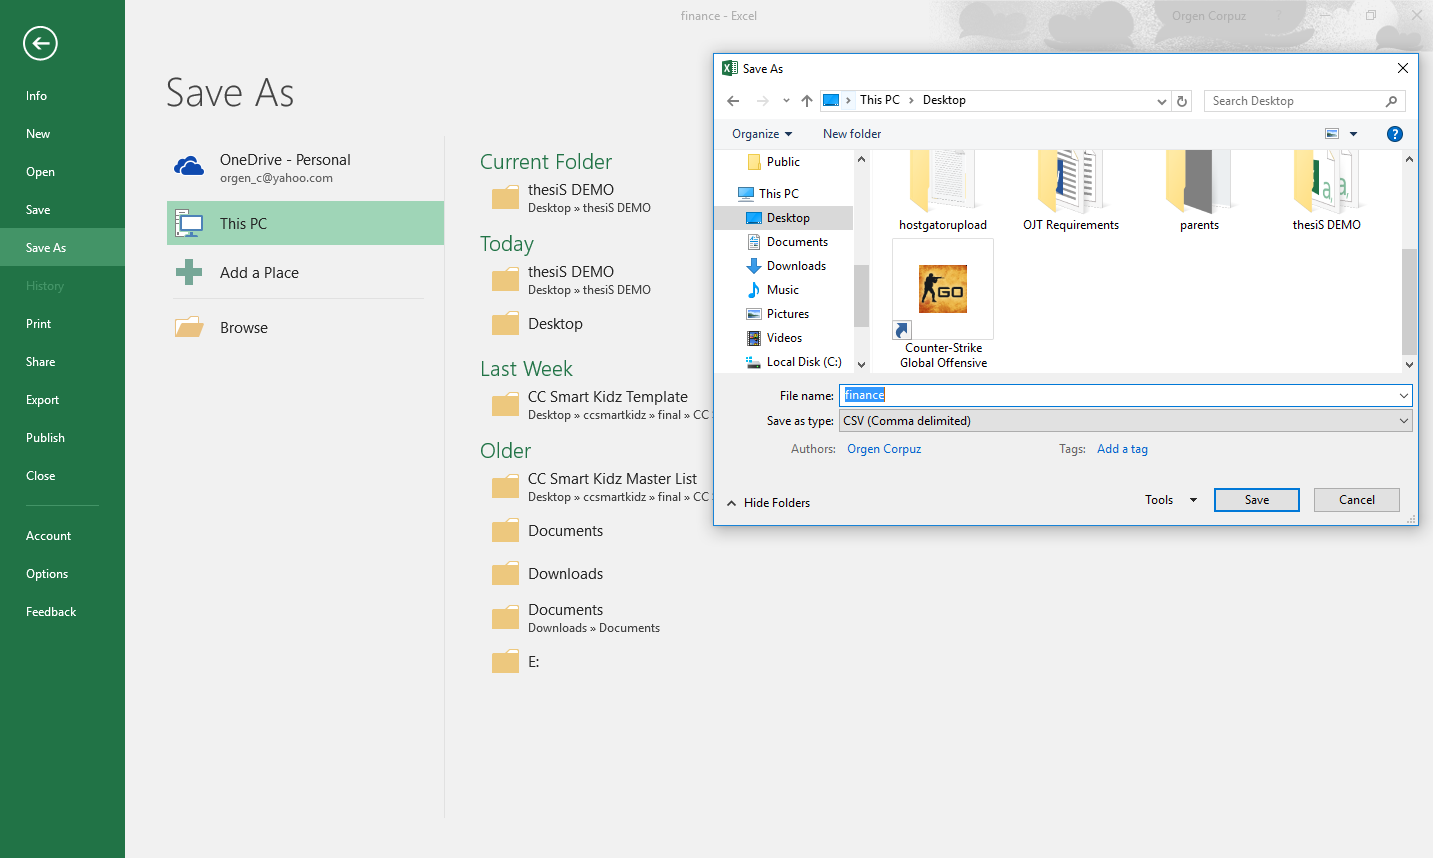 finance - Excel
Orgen Corpuz
?
Info
New
Open
Save
Save As
History
Print
Share
Export
Publish
Close
Account
Options
Feedback
Save As
OneDrive - Personal
orgen_c@yahoo.com
This PC
Add a Place
Browse
Current Folder
thesiS DEMO
Desktop » thesiS DEMO
Today
thesiS DEMO
Desktop » thesiS DEMO
Desktop
Last Week
CC Smart Kidz Template
Desktop » ccsmartkidz » final » CC
Older
CC Smart Kidz Master List
Desktop » ccsmartkidz » final » CC
Documents
Downloads
Documents
Downloads » Documents
E:
Save As
This PC > Desktop
Search Desktop
Organize
New folder
?
Public
This PC
Desktop
Documents
Downloads
Music
Pictures
Videos
Local Disk (C:)
hostgatorupload
OJT Requirements
parents
a,
a,
thesiS DEMO
GO
Counter-Strike
Global Offensive
File name: finance
Save as type: CSV (Comma delimited)
Authors: Orgen Corpuz
Tags: Add a tag
Hide Folders
Tools
Save
Cancel